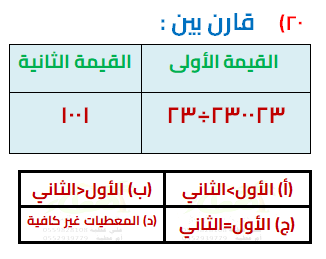 ٢٠) قارن بين :
القيمة الأولى القيمة الثانية
٢٣٠٠٢٣÷٢٣ ١٠٠١
(أ) الأول>الثاني (ب) الأول<الثاني
(ج) الأول=الثاني (د) المعطيات غير كافية